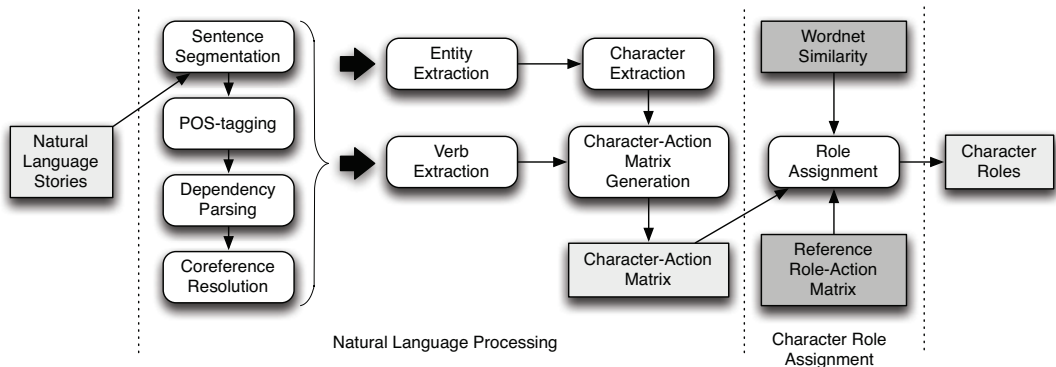 Natural
Language
Stories
Sentence
Segmentation
POS-tagging
Dependency
Parsing
Coreference
Resolution
Entity
Extraction
Verb
Extraction
Character
Extraction
Character-Action
Matrix
Generation
Character-Action
Matrix
Natural Language Processing
Wordnet
Similarity
Role
Assignment
Reference
Role-Action
Matrix
Character Role
Assignment
Character
Roles